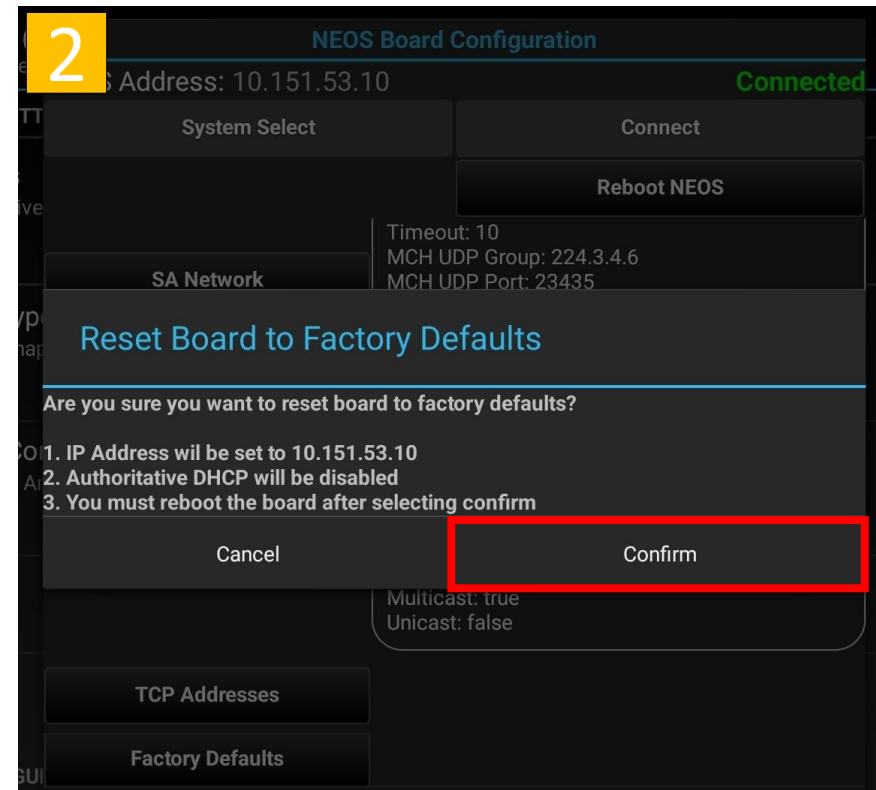 2
NEOS Board Configuration
Address: 10.151.53.10
Connected
System Select
Connect
Reboot NEOS
Timeout: 10
MCH UDP Group: 224.3.4.6
SA Network
MCH UDP Port: 23435
Reset Board to Factory Defaults
Are you sure you want to reset board to factory defaults?
1. IP Address wil be set to 10.151.53.10
2. Authoritative DHCP will be disabled
3. You must reboot the board after selecting confirm
Cancel
Confirm
Multicast: true
Unicast: false
TCP Addresses
Factory Defaults